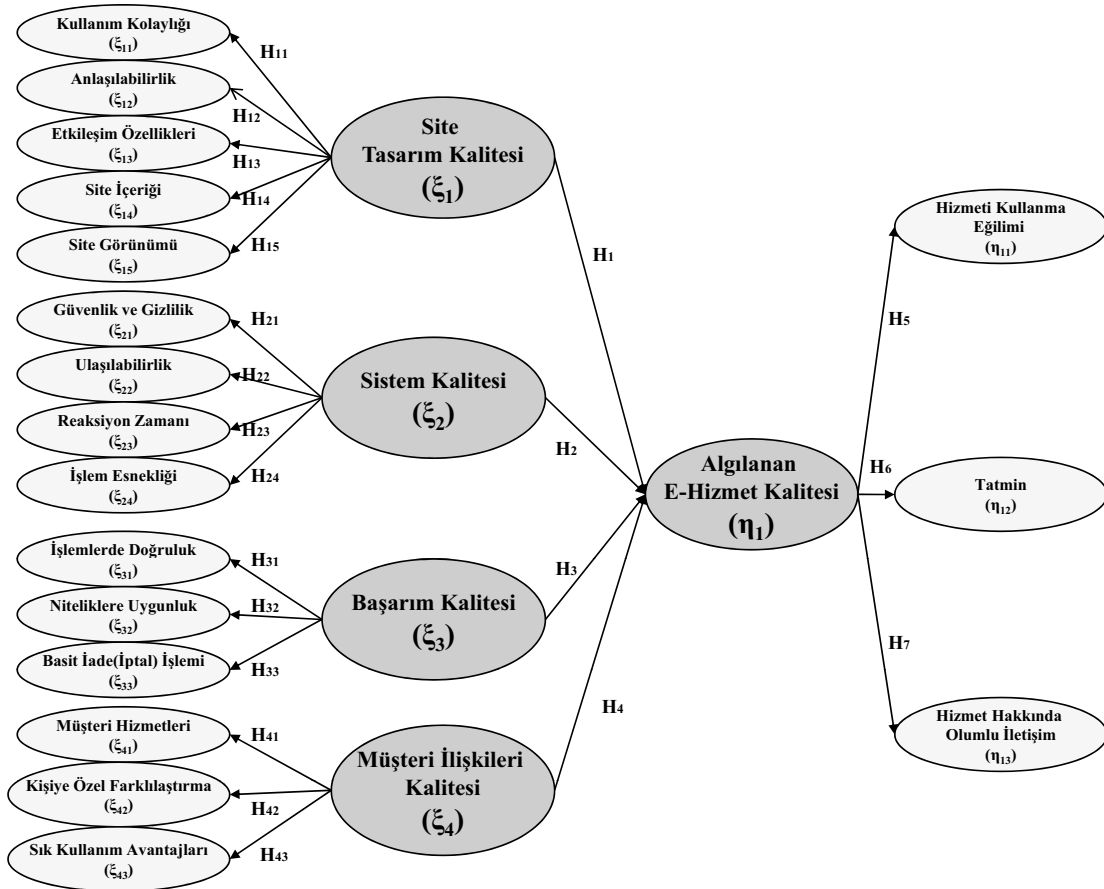 Kullanım Kolaylığı
(ξ11)
Anlaşılabilirlik
(ξ12)
Etkileşim Özellikleri
(ξ13)
Site İçeriği
(ξ14)
Site Görünümü
(ξ15)
H11
H12
H13
H14
H15
Site
Tasarım Kalitesi
(ξ1)
Güvenlik ve Gizlilik
(ξ21)
Ulaşılabilirlik
(ξ22)
Reaksiyon Zamanı
(ξ23)
İşlem Esnekliği
(ξ24)
H21
H22
H23
H24
Sistem Kalitesi
(ξ2)
İşlemlerde Doğruluk
(ξ31)
Niteliklere Uygunluk
(ξ32)
Basit İade(İptal) İşlemi
(ξ33)
H31
H32
H33
Başarım Kalitesi
(ξ3)
Müşteri Hizmetleri
(ξ41)
Kişiye Özel Farklılaştırma
(ξ42)
Sık Kullanım Avantajları
(ξ43)
H41
H42
H43
Müşteri İlişkileri
Kalitesi
(ξ4)
H1
H2
H3
H4
Algılanan
E-Hizmet Kalitesi
(η1)
H5
H6
H7
Hizmeti Kullanma
Eğilimi
(η11)
Tatmin
(η12)
Hizmet Hakkında
Olumlu İletişim
(η13)